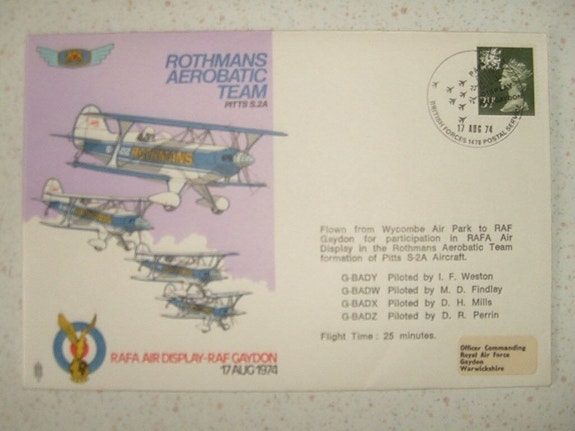 ROTHMANS
AEROBATIC
TEAM
PITTS S.2A
ROTHMANS
RAFA AIR DISPLAY-RAF GAYDON
17 AUG 1974
17 AUG 74
BRITISH FORCES 1478 POSTAL SERVICE
Flown from Wycombe Air Park to RAF
Gaydon for participation in RAFA Air
Display in the Rothmans Aerobatic Team
formation of Pitts S-2A Aircraft.
G-BADY Piloted by I. F. Weston
G-BADW Piloted by M. D. Findlay
G-BADX Piloted by D. H. Mills
G-BADZ Piloted by D. R. Perrin
Flight Time : 25 minutes.
Officer Commanding
Royal Air Force
Gaydon
Warwickshire